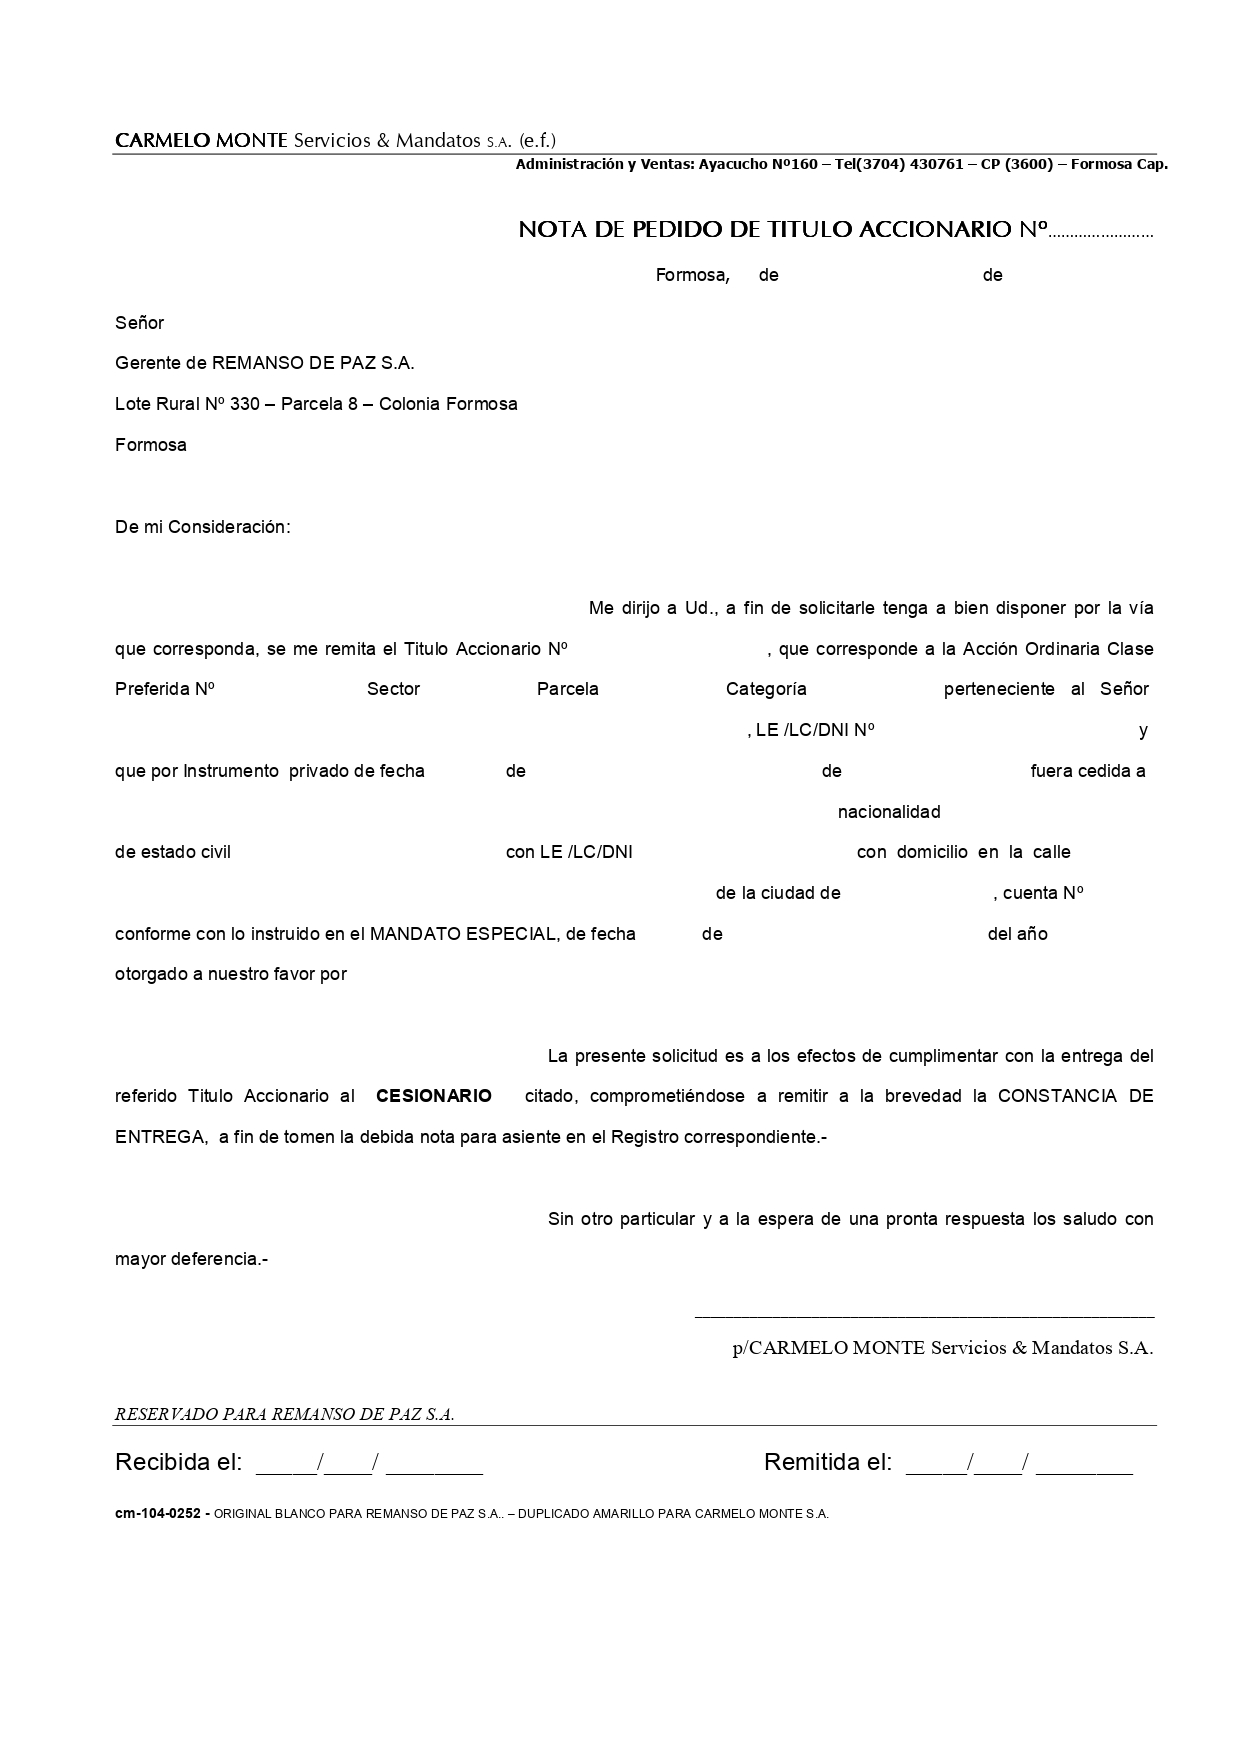 CARMELO MONTE Servicios & Mandatos S.A. (e.f.)
Administración y Ventas: Ayacucho Nº160 – Tel(3704) 430761 – CP (3600) – Formosa Cap.
NOTA DE PEDIDO DE TITULO ACCIONARIO Nº........................
Formosa, de de
Señor
Gerente de REMANSO DE PAZ S.A.
Lote Rural Nº 330 – Parcela 8 – Colonia Formosa
Formosa
De mi Consideración:
Me dirijo a Ud., a fin de solicitarle tenga a bien disponer por la vía
que corresponda, se me remita el Titulo Accionario Nº , que corresponde a la Acción Ordinaria Clase
Preferida Nº Sector Parcela Categoría perteneciente al Señor
, LE /LC/DNI Nº y
que por Instrumento privado de fecha de de fuera cedida a
nacionalidad
de estado civil con LE /LC/DNI con domicilio en la calle
de la ciudad de , cuenta Nº
conforme con lo instruido en el MANDATO ESPECIAL, de fecha de del año
otorgado a nuestro favor por
La presente solicitud es a los efectos de cumplimentar con la entrega del
referido Titulo Accionario al CESIONARIO citado, comprometiéndose a remitir a la brevedad la CONSTANCIA DE
ENTREGA, a fin de tomen la debida nota para asiente en el Registro correspondiente.-
Sin otro particular y a la espera de una pronta respuesta los saludo con
mayor deferencia.-
p/CARMELO MONTE Servicios & Mandatos S.A.
RESERVADO PARA REMANSO DE PAZ S.A.
Recibida el: _____/____/ ________ Remitida el: _____/____/ ________
cm-104-0252 - ORIGINAL BLANCO PARA REMANSO DE PAZ S.A.. – DUPLICADO AMARILLO PARA CARMELO MONTE S.A.